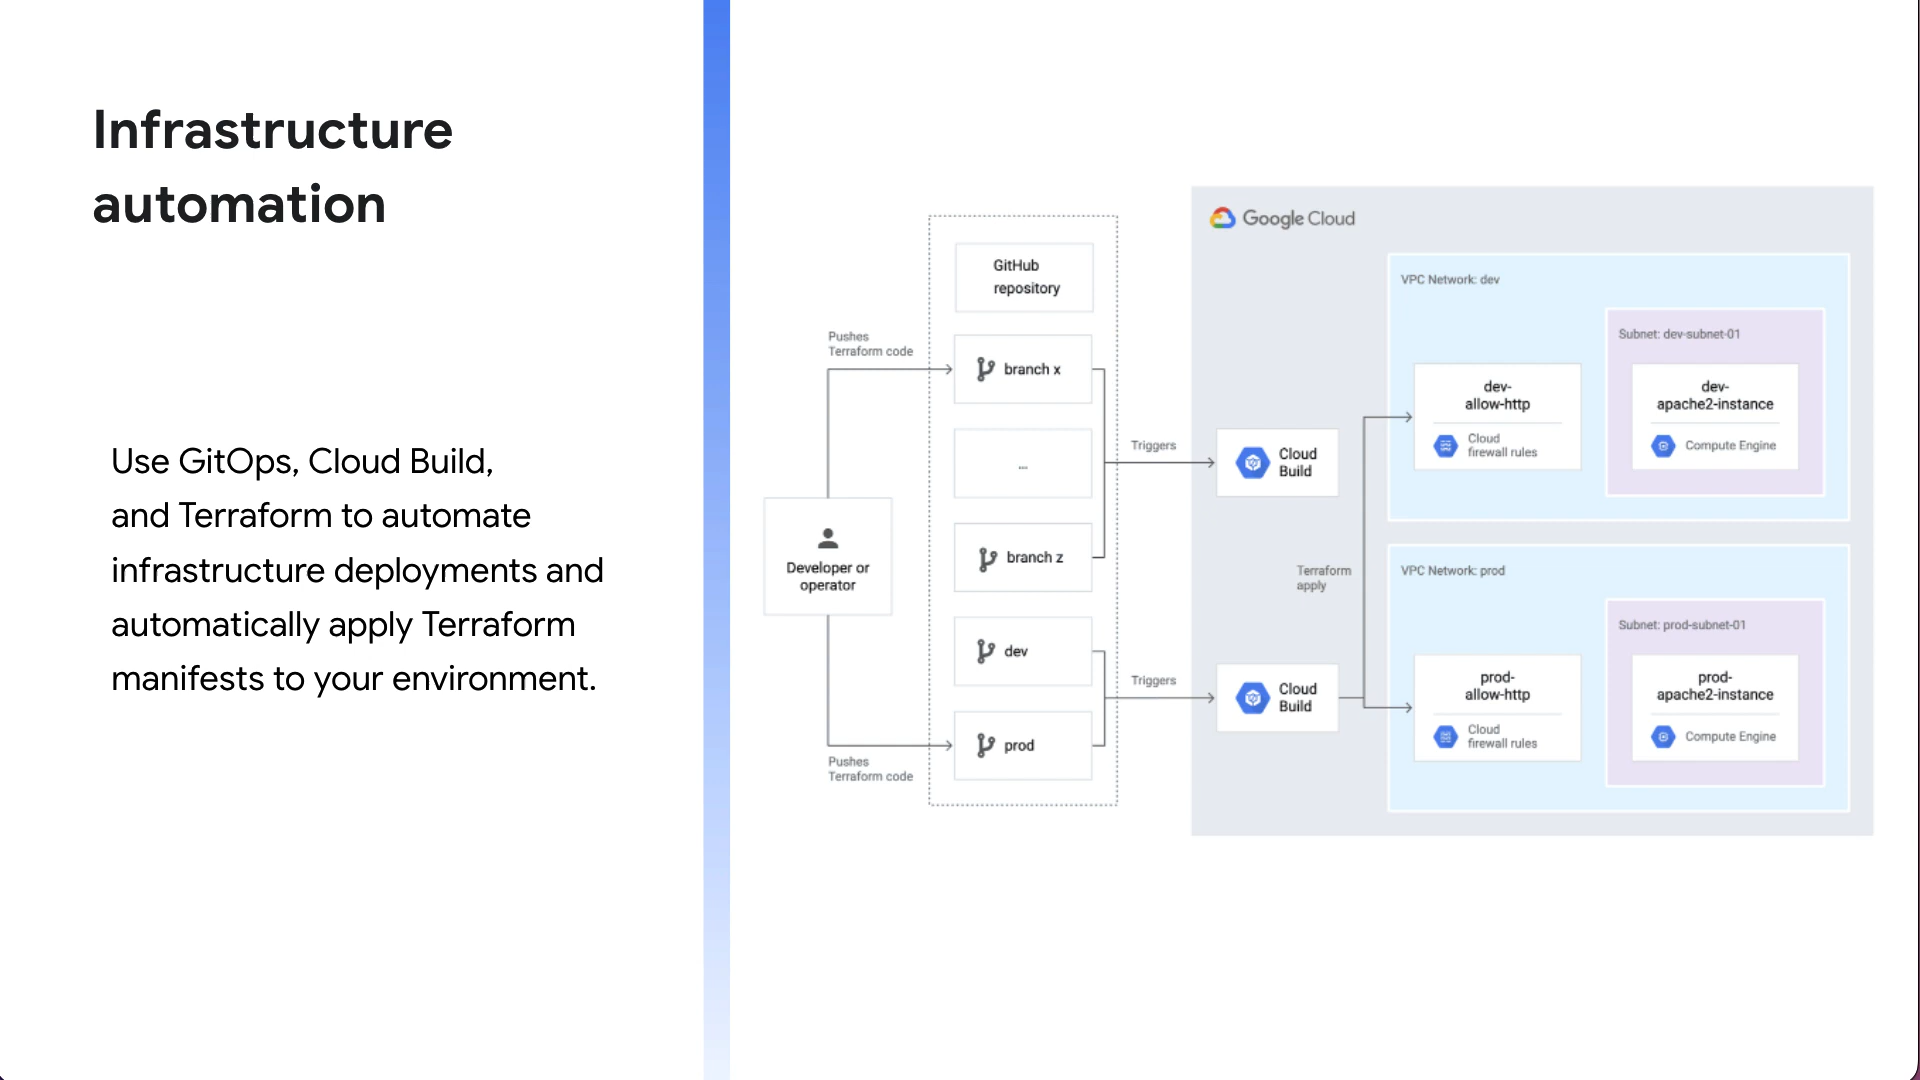 Infrastructure
automation
Use GitOps, Cloud Build,
and Terraform to automate
infrastructure deployments and
automatically apply Terraform
manifests to your environment.
Developer or
operator
Pushes
Terraform code
Pushes
Terraform code
GitHub
repository
branch x
...
branch z
dev
prod
Triggers
Triggers
Google Cloud
Cloud
Build
Cloud
Build
Terraform
apply
VPC Network: dev
dev-
allow-http
Cloud
firewall rules
Subnet: dev-subnet-01
dev-
apache2-instance
Compute Engine
VPC Network: prod
prod-
allow-http
Cloud
firewall rules
Subnet: prod-subnet-01
prod-
apache2-instance
Compute Engine